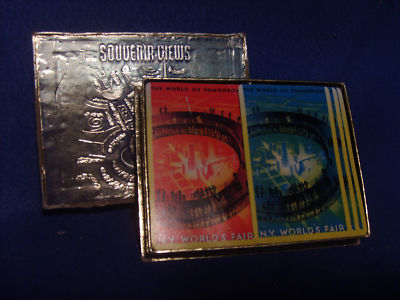 SOUVENIR VIEWS
THE WORLD OF TOMORROW
THE WORLD OF TOMORROW
N.Y. WORLD'S FAIR
N.Y. WORLD'S FAIR